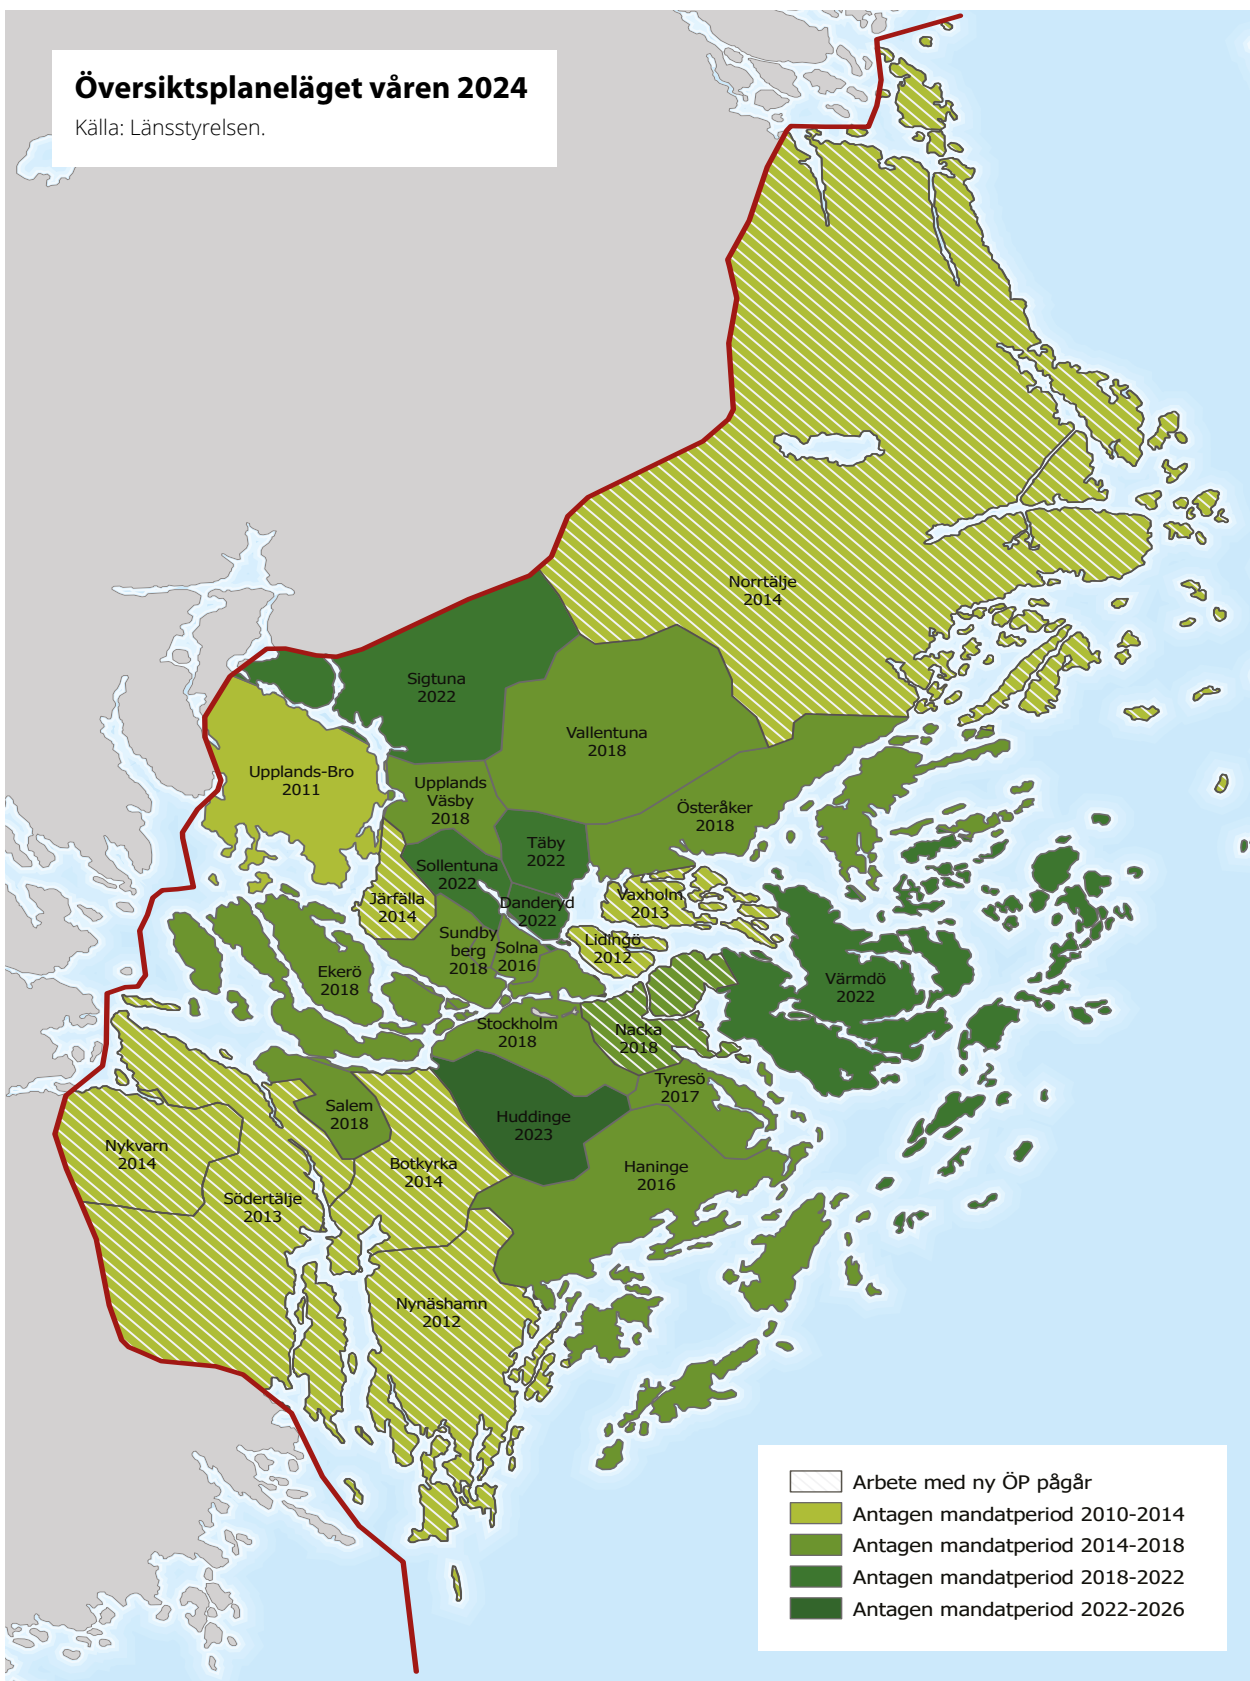 Översiktsplaneläget våren 2024
Källa: Länsstyrelsen.
Norrtälje
2014
Sigtuna
2022
Vallentuna
2018
Upplands-Bro
2011
Upplands
Väsby
2018
Österåker
2018
Täby
2022
Sollentuna
2022
Järfälla
2014
Danderyd
2022
Vaxholm
2013
Sundby
berg
2018
Solna
2016
Lidingö
2012
Ekerö
2018
Värmdö
2022
Stockholm
2018
Nacka
2018
Tyresö
2017
Salem
2018
Huddinge
2023
Nykvarn
2014
Botkyrka
2014
Haninge
2016
Södertälje
2013
Nynäshamn
2012
Arbete med ny ÖP pågår
Antagen mandatperiod 2010-2014
Antagen mandatperiod 2014-2018
Antagen mandatperiod 2018-2022
Antagen mandatperiod 2022-2026